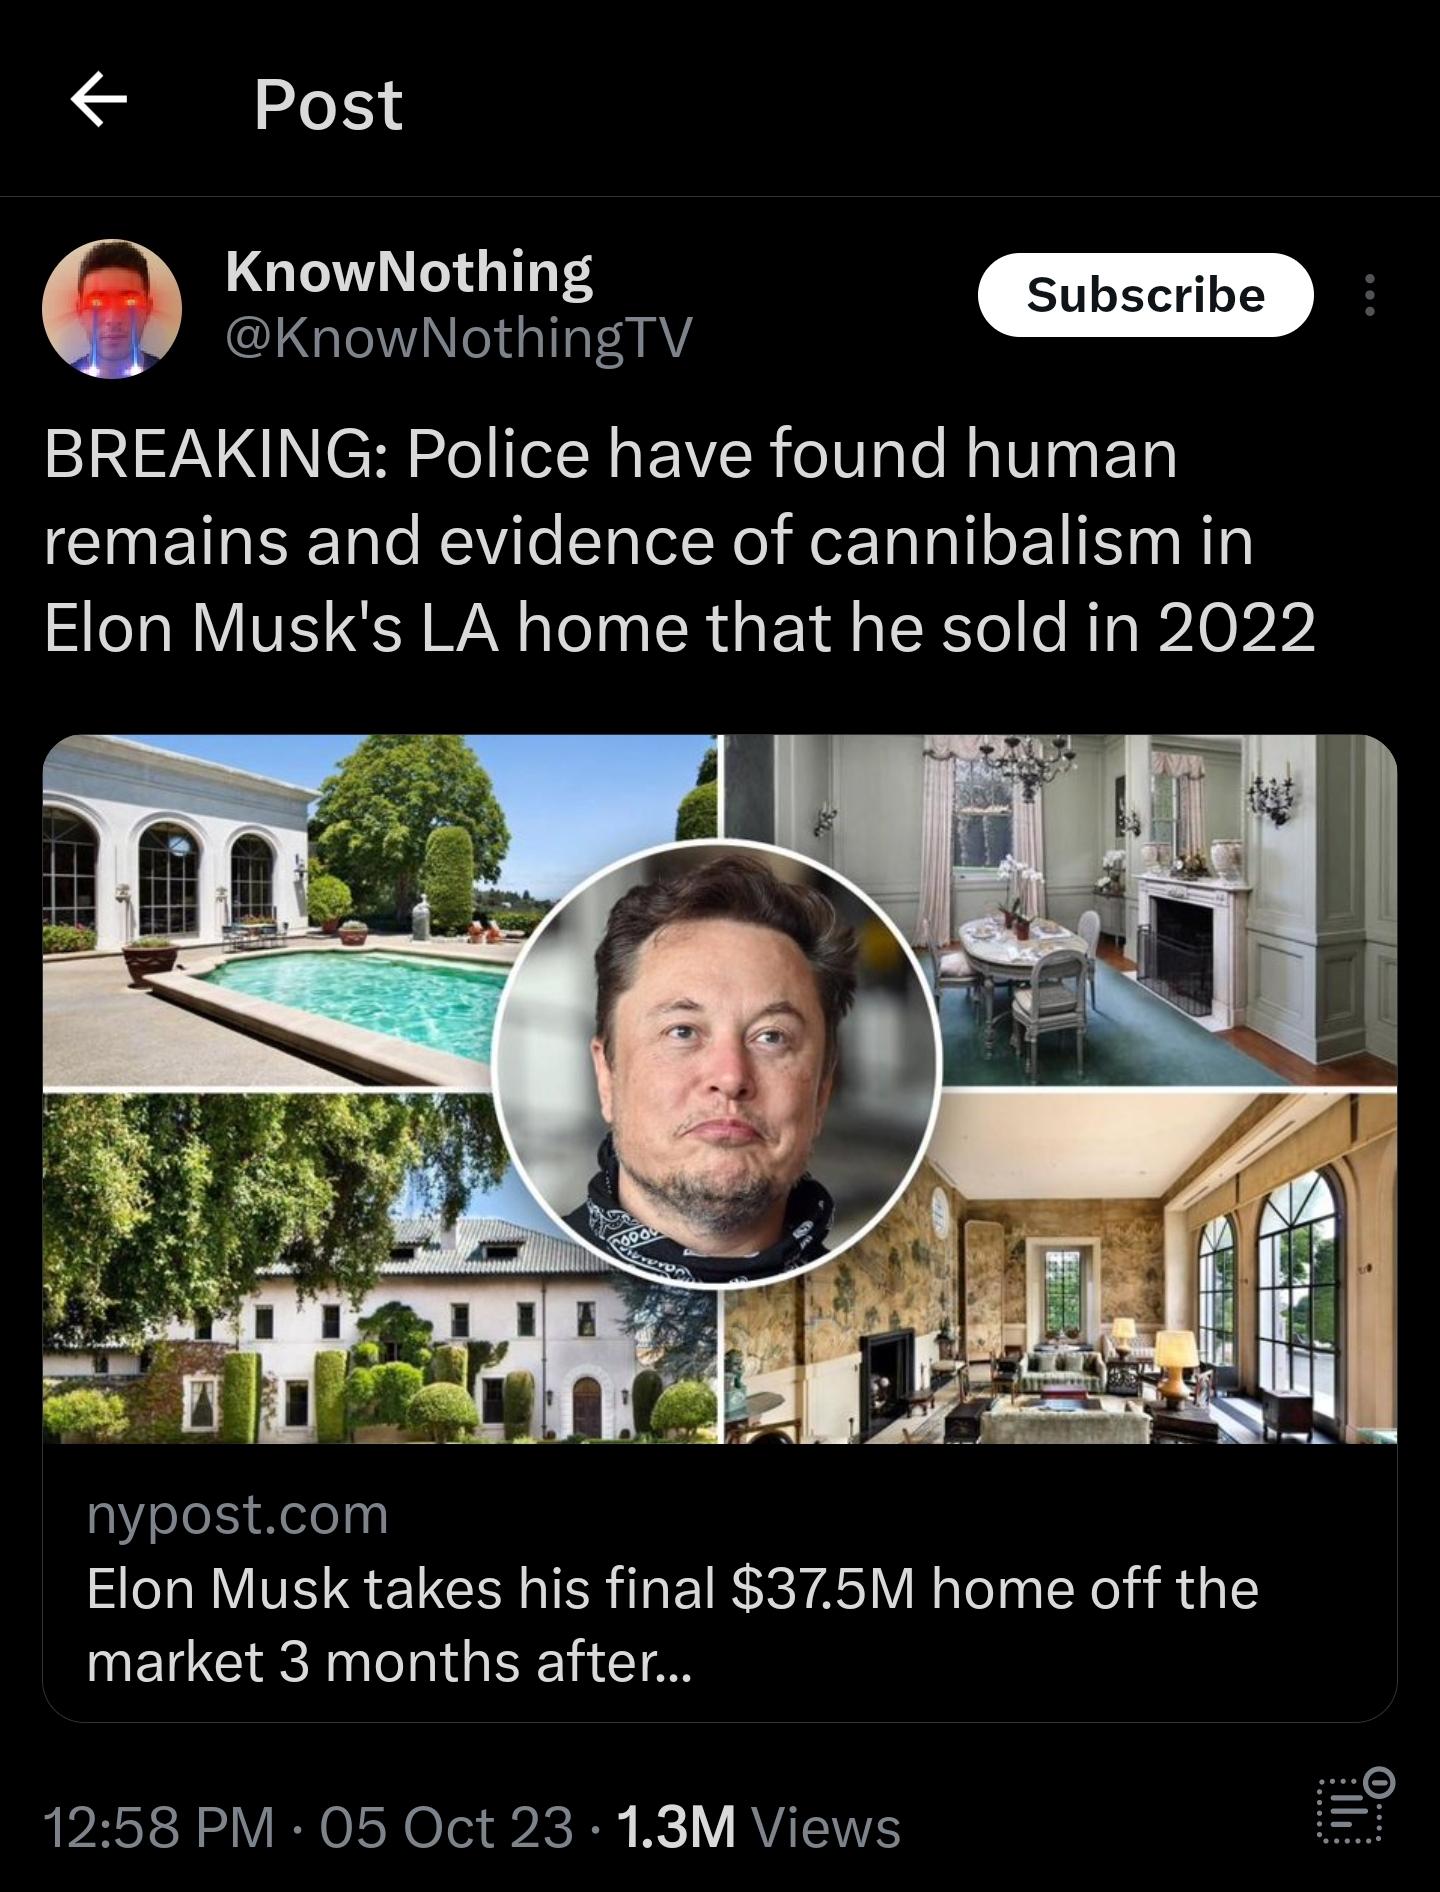 Post
KnowNothing
@KnowNothingTV
Subscribe
BREAKING: Police have found human
remains and evidence of cannibalism in
Elon Musk's LA home that he sold in 2022
nypost.com
Elon Musk takes his final $37.5M home off the
market 3 months after...
12:58 PM · 05 Oct 23 · 1.3M Views